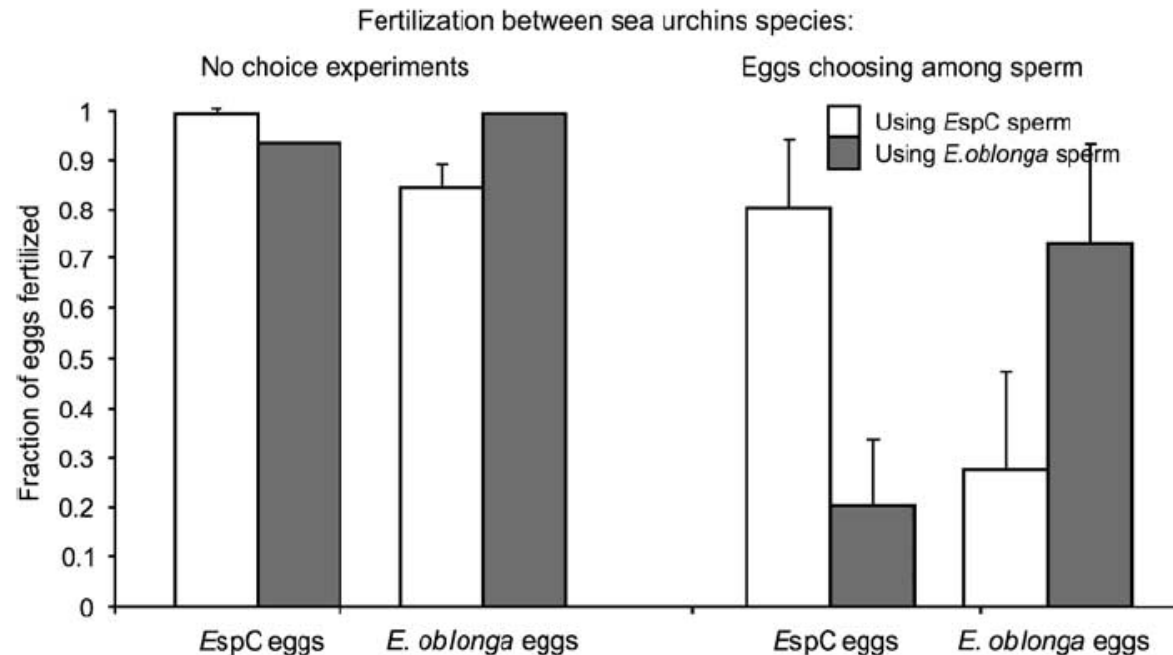 Fertilization between sea urchins species:
No choice experiments
Eggs choosing among sperm
Using EspC sperm
Using E.oblonga sperm
Fraction of eggs fertilized
1
0.9
0.8
0.7
0.6
0.5
0.4
0.3
0.2
0.1
0
EspC eggs
E. oblonga eggs
EspC eggs
E. oblonga eggs